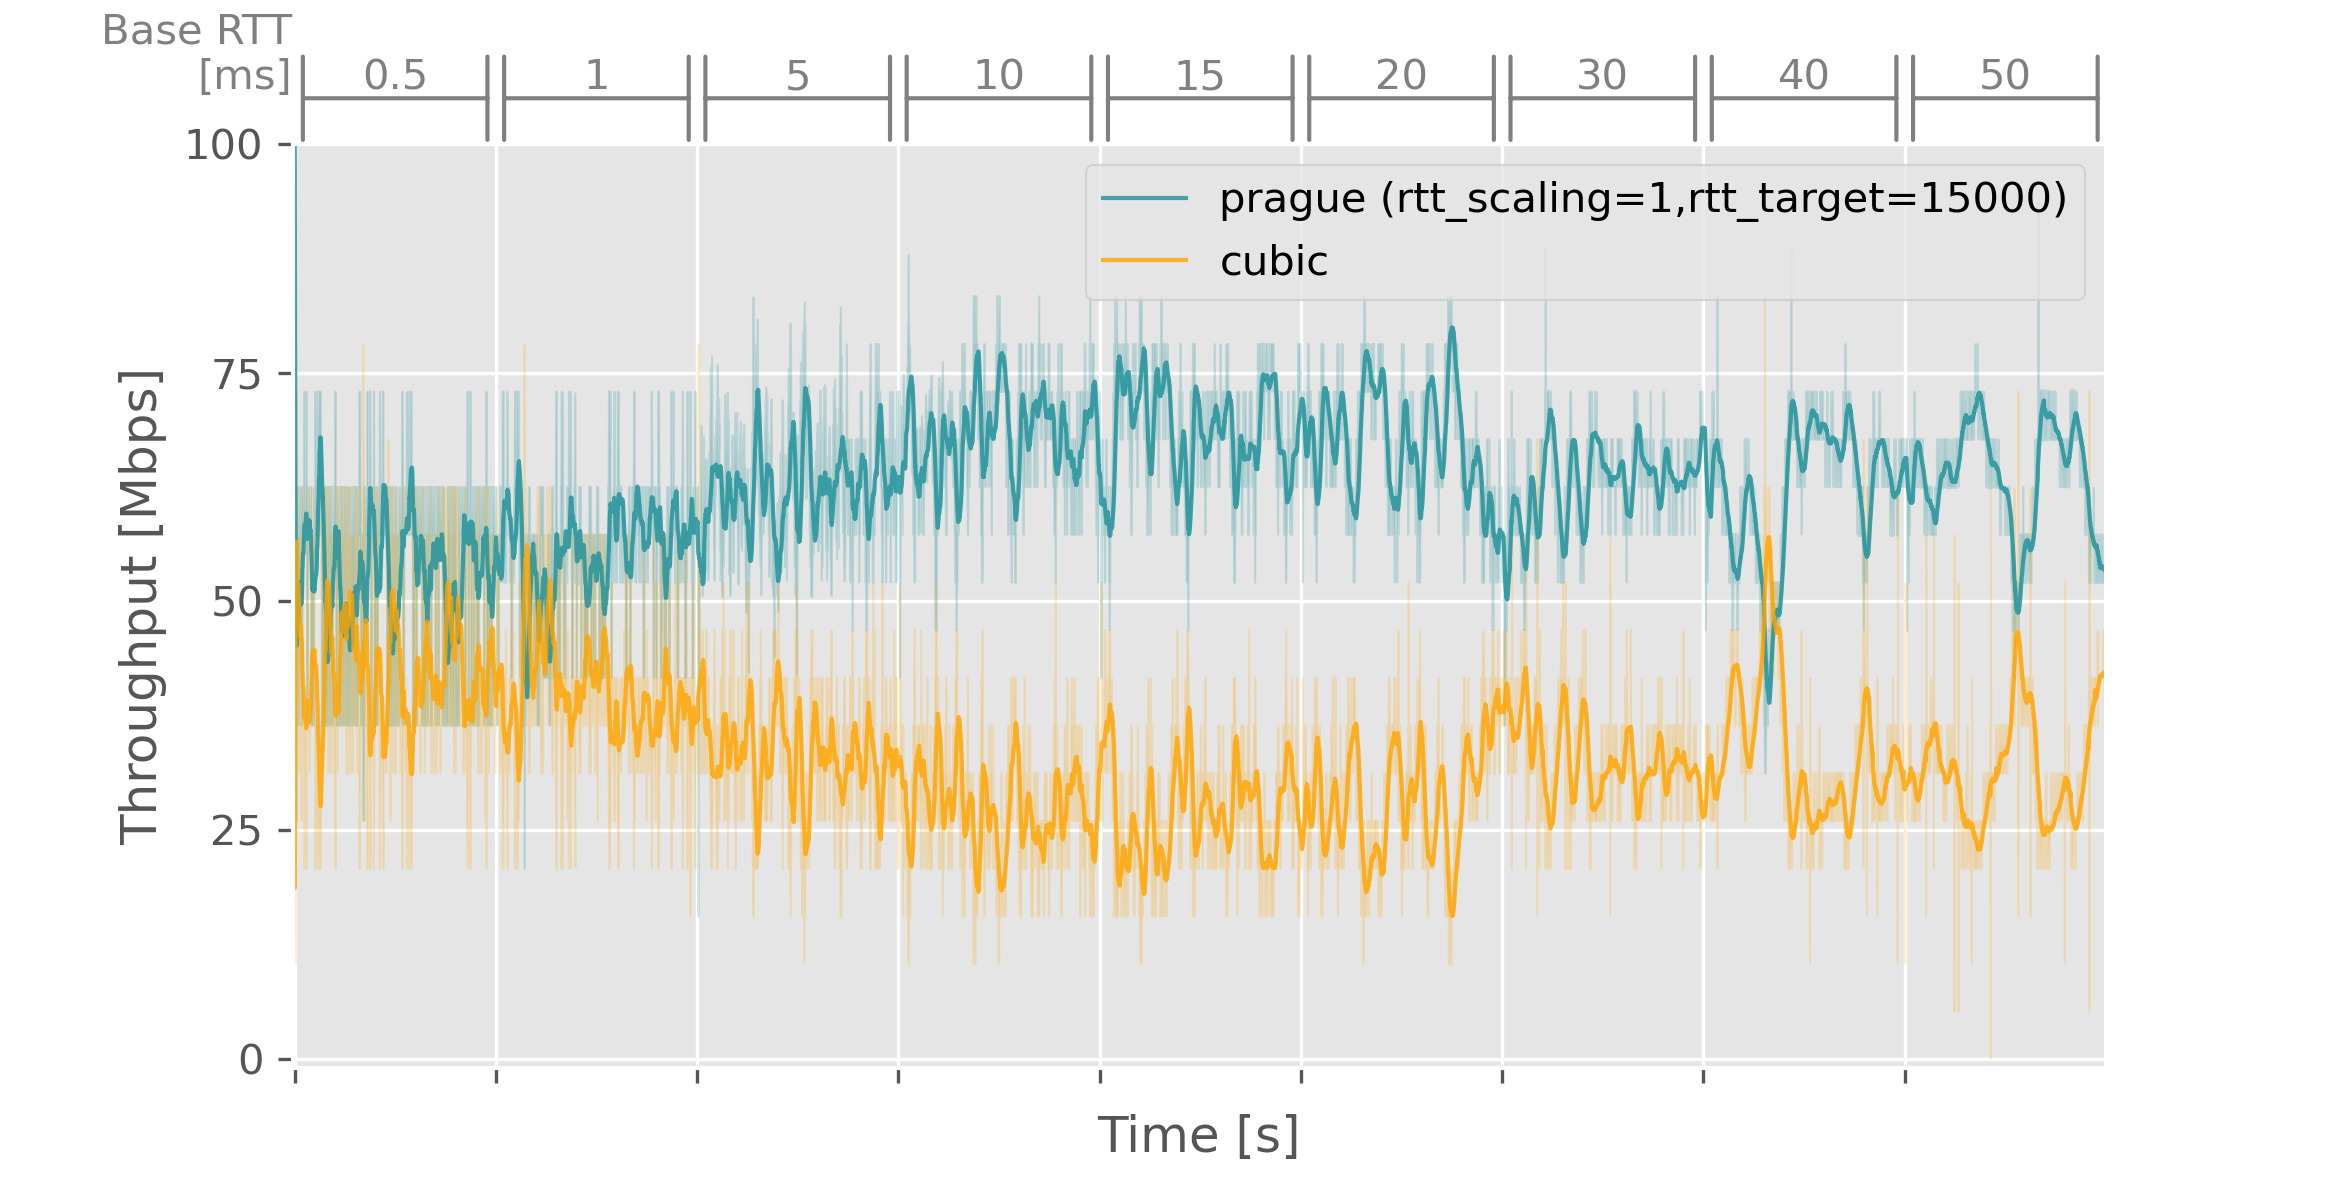 Base RTT
[ms] 0.5 1 5 10 15 20 30 40 50
100
75
50
25
0
Throughput [Mbps]
prague (rtt_scaling=1,rtt_target=15000)
cubic
Time [s]